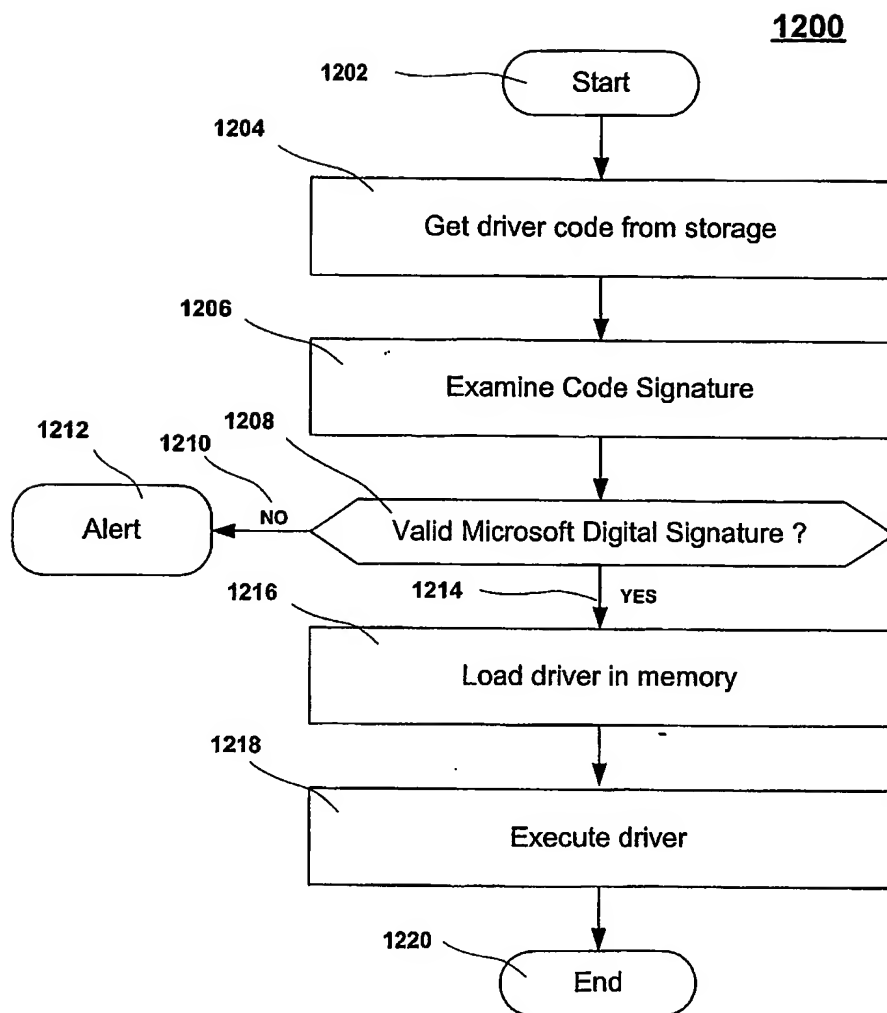 1200
1202
Start
1204
Get driver code from storage
1206
Examine Code Signature
1208
1210
1212
NO
Alert
Valid Microsoft Digital Signature ?
1214
YES
1216
Load driver in memory
1218
Execute driver
1220
End